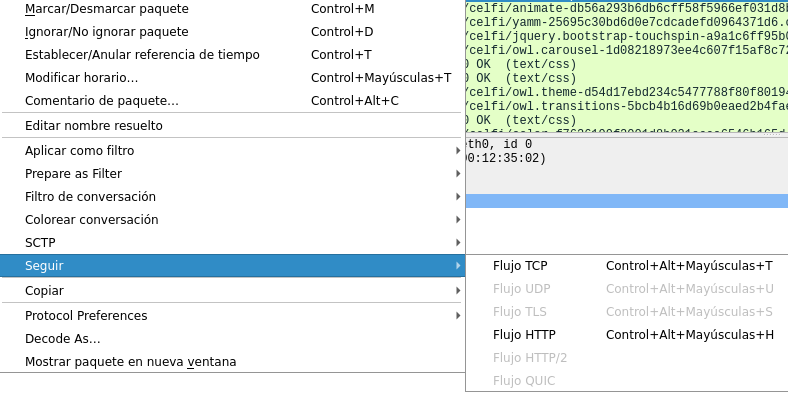 Marcar/Desmarcar paquete Control+M
Ignorar/No ignorar paquete Control+D
Establecer/Anular referencia de tiempo Control+T
Modificar horario… Control+Mayúsculas+T
Comentario de paquete… Control+Alt+C
Editar nombre resuelto
Aplicar como filtro
Prepare as Filter
Filtro de conversación
Colorear conversación
SCTP
Seguir
Copiar
Protocol Preferences
Decode As…
Mostrar paquete en nueva ventana
/celfi/animate-db56a293b6db6cff58f5966ef031d8b
/celfi/yamm-25695c30bd6d0e7cdcadefd0964371d6.c
/celfi/jquery.bootstrap-touchspin-a9a1c6ff95b0
/celfi/owl.carousel-1d08218973ee4c607f15af8c72
0 OK (text/css)
0 OK (text/css)
/celfi/owl.theme-d54d17ebd234c5477788f80f80194
/celfi/owl.transitions-5bcb4b16d69b0eaed2b4fae
0 OK (text/css)
eth0, id 0
00:12:35:02)
Flujo TCP Control+Alt+Mayúsculas+T
Flujo UDP Control+Alt+Mayúsculas+U
Flujo TLS Control+Alt+Mayúsculas+S
Flujo HTTP Control+Alt+Mayúsculas+H
Flujo HTTP/2
Flujo QUIC